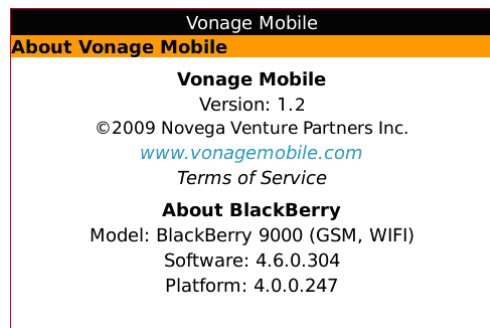 Vonage Mobile
About Vonage Mobile
Vonage Mobile
Version: 1.2
©2009 Novega Venture Partners Inc.
www.vonagemobile.com
Terms of Service
About BlackBerry
Model: BlackBerry 9000 (GSM, WIFI)
Software: 4.6.0.304
Platform: 4.0.0.247